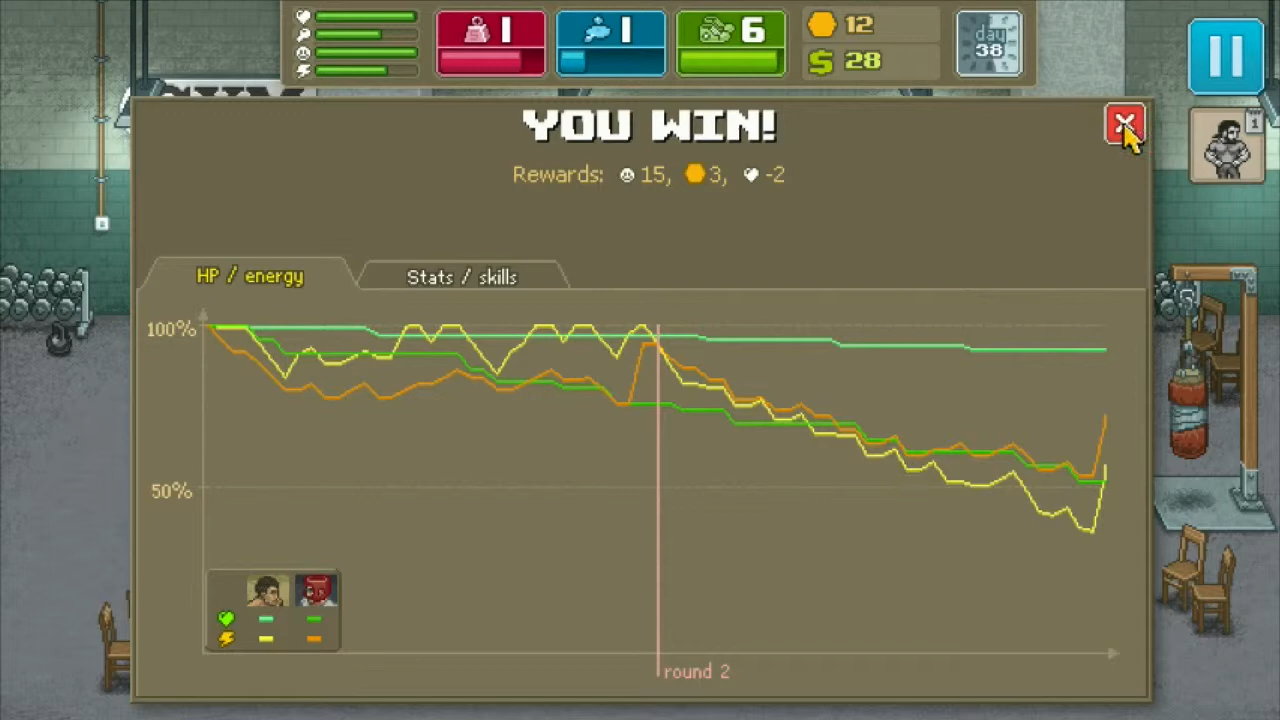 1
1
6
12
28
day
38
1
YOU WIN!
Rewards: 15, 3, -2
HP / energy
Stats / skills
100%
50%
round 2